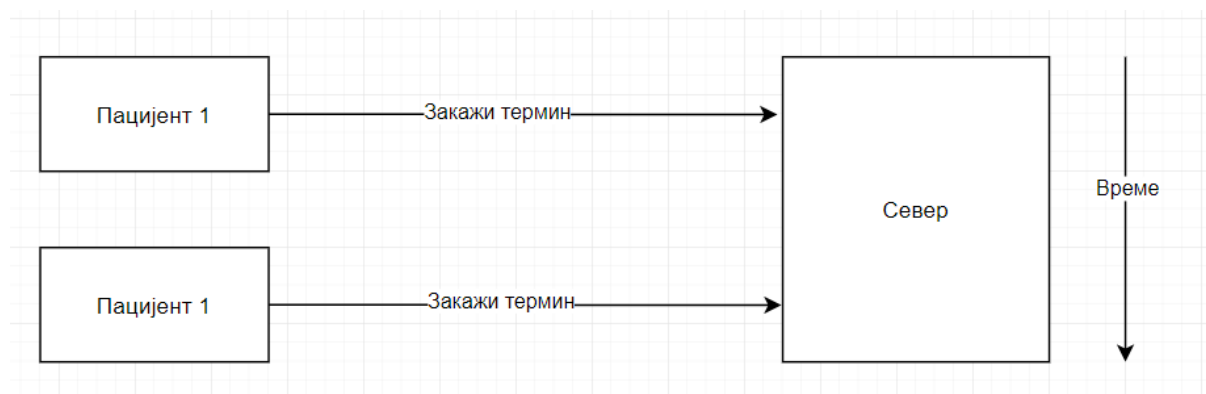 Пацијент 1
Закажи термин
Север
Време
Пацијент 1
Закажи термин